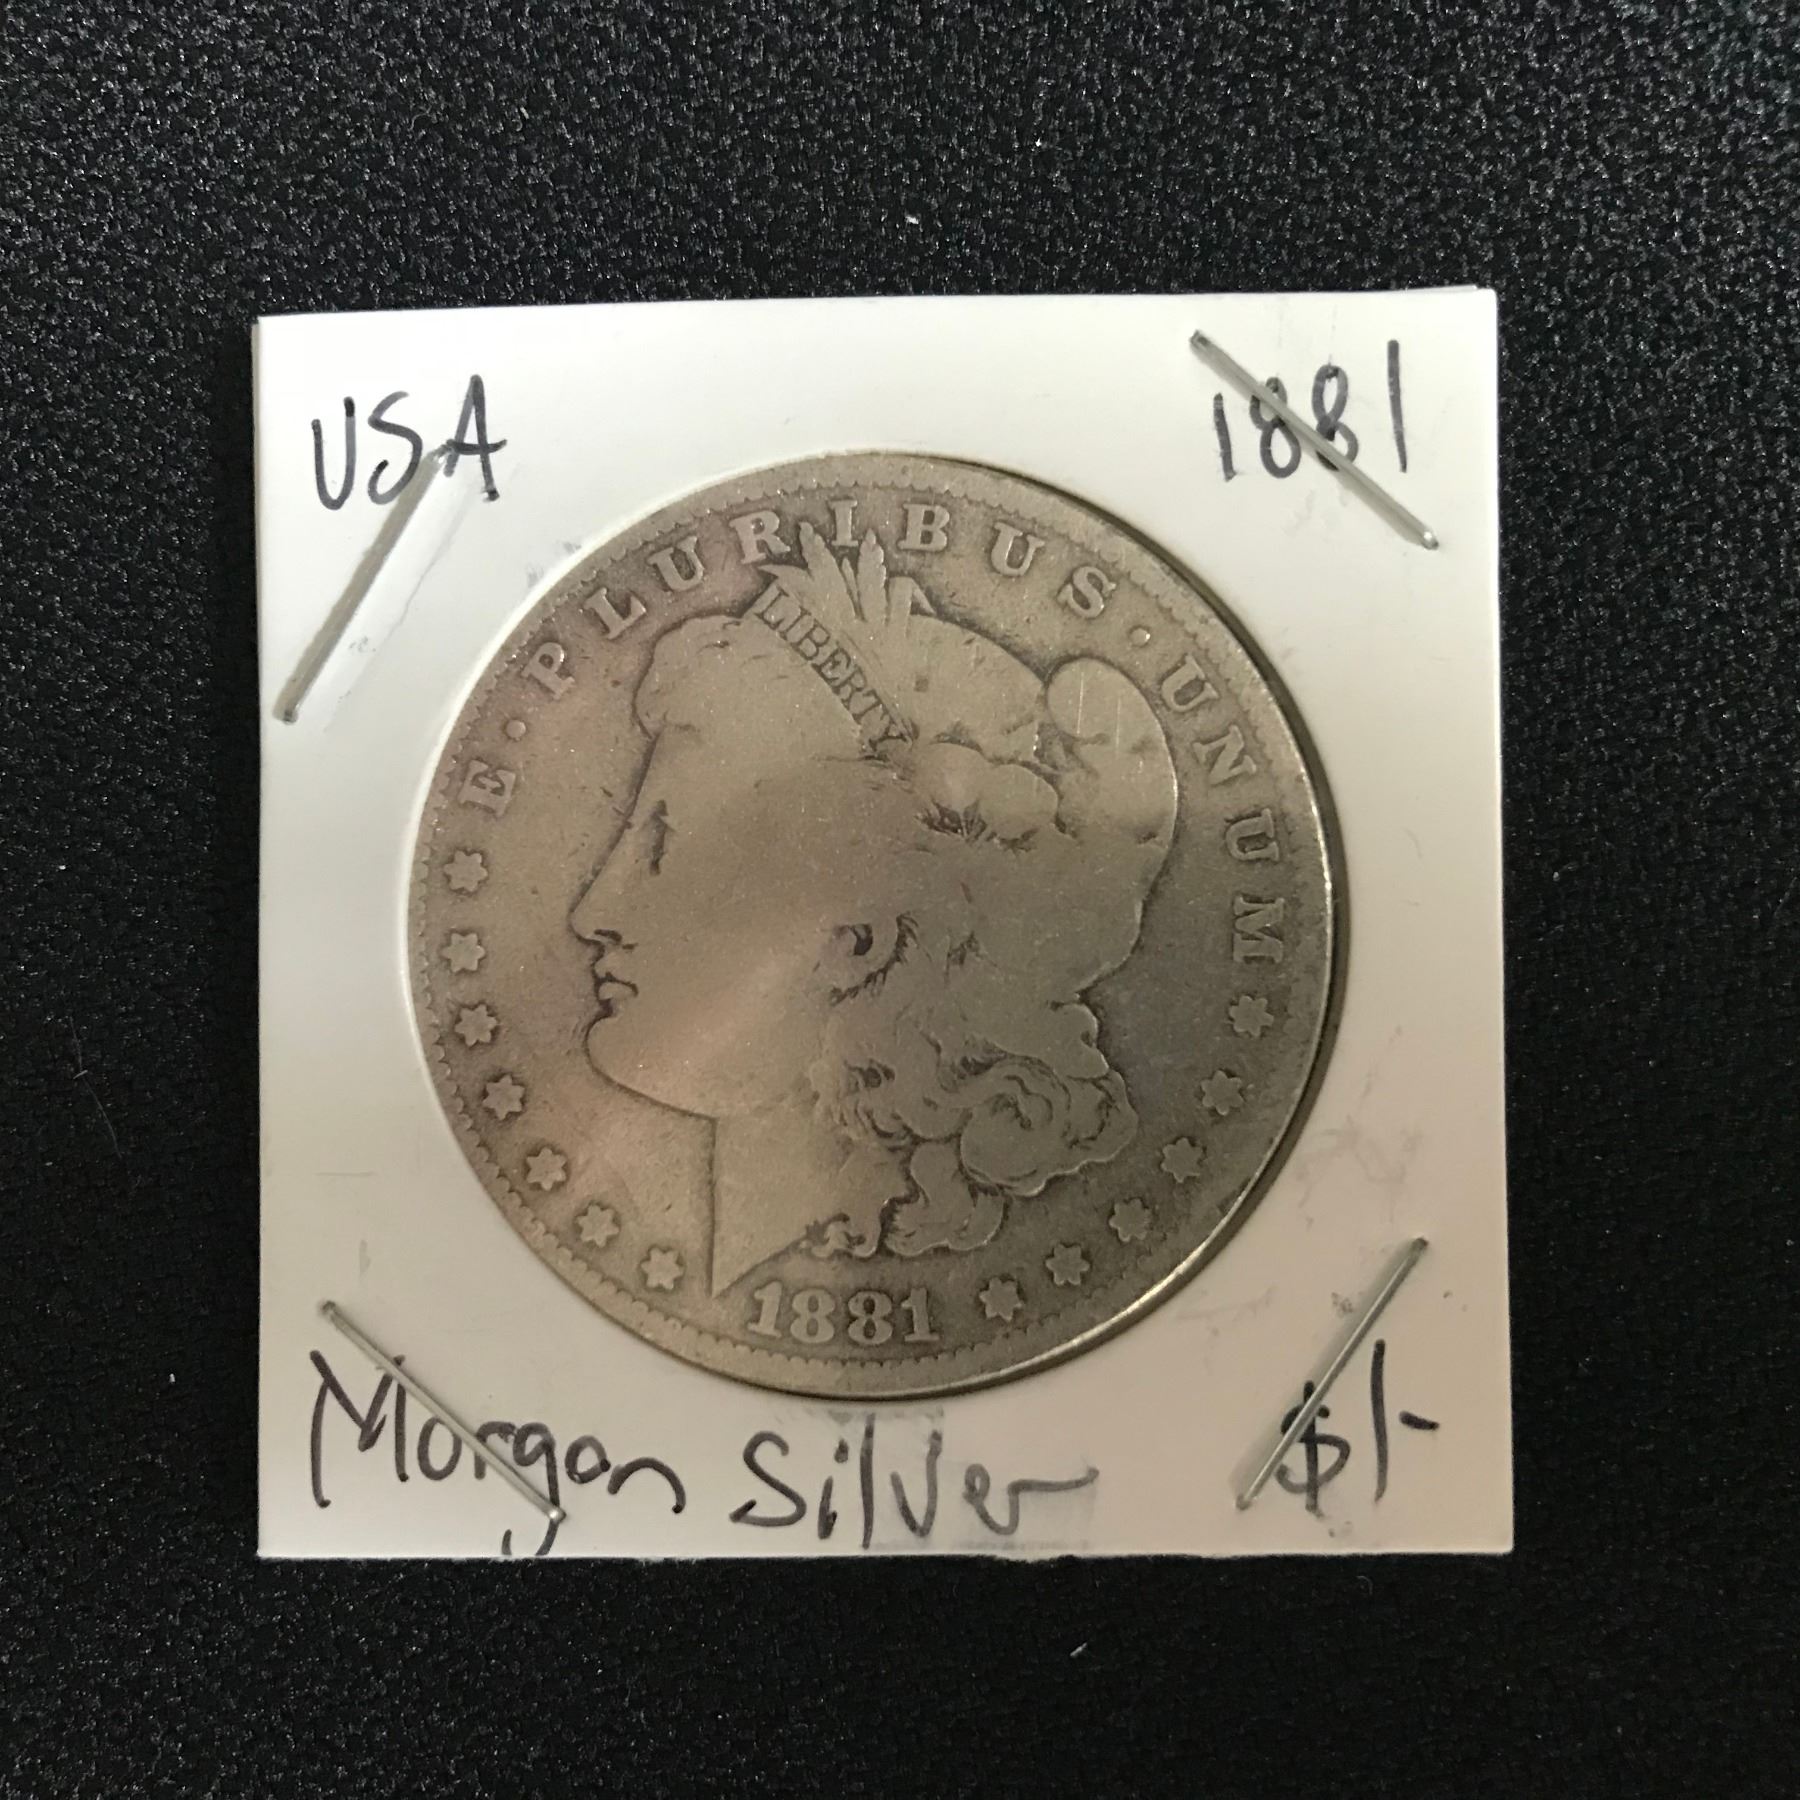 USA 1881
E · PLURIBUS · UNUM
LIBERTY
1881
Morgan Silver $1-